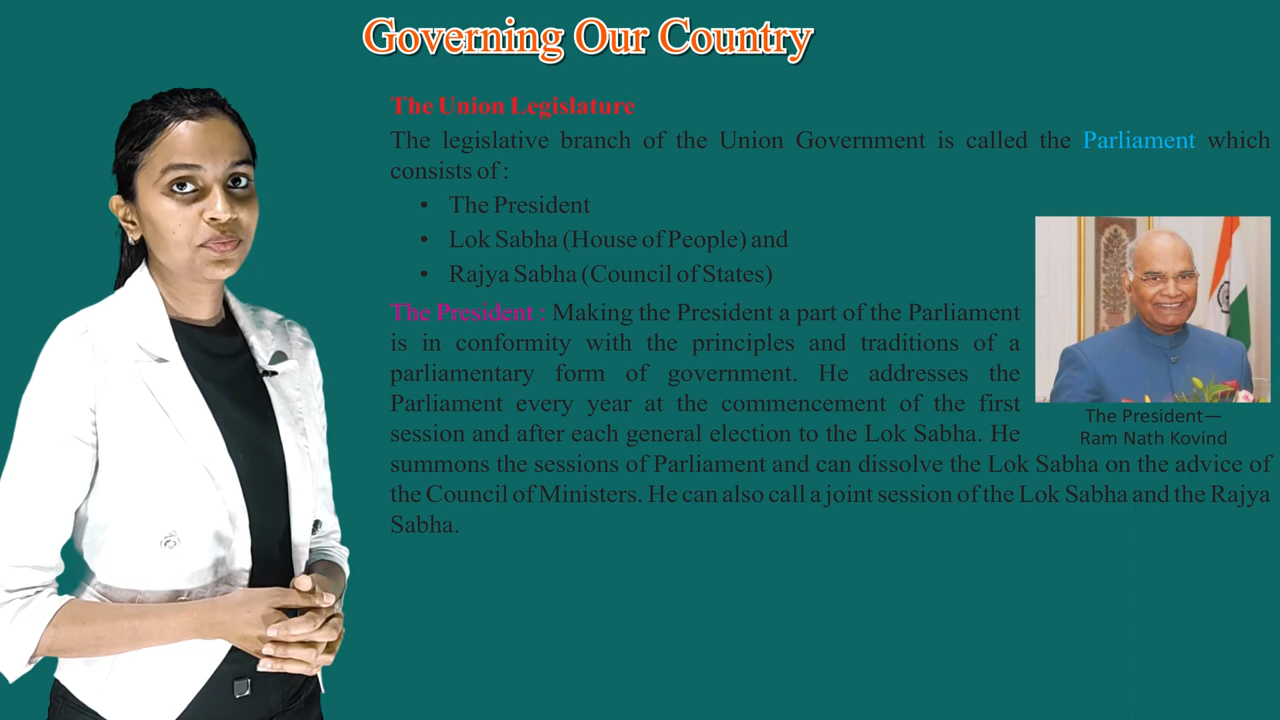 Governing Our Country
The Union Legislature
The legislative branch of the Union Government is called the Parliament which
consists of :
• The President
• Lok Sabha (House of People) and
• Rajya Sabha (Council of States)
The President : Making the President a part of the Parliament
is in conformity with the principles and traditions of a
parliamentary form of government. He addresses the
Parliament every year at the commencement of the first
session and after each general election to the Lok Sabha. He
summons the sessions of Parliament and can dissolve the Lok Sabha on the advice of
the Council of Ministers. He can also call a joint session of the Lok Sabha and the Rajya
Sabha.
The President—
Ram Nath Kovind